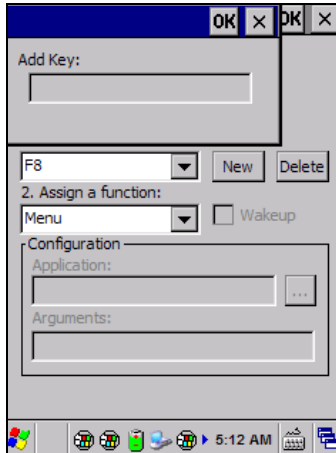 OK × OK ×
Add Key:
F8 New Delete
2. Assign a function:
Menu Wakeup
Configuration
Application:
...
Arguments:
5:12 AM